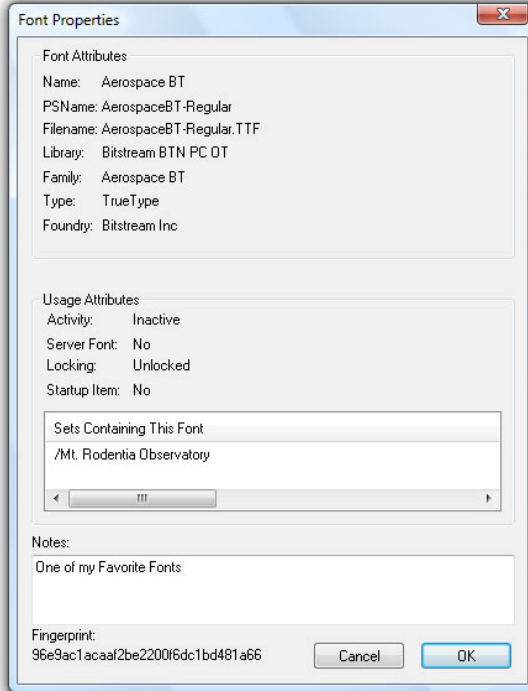 Font Properties
Font Attributes
Name: Aerospace BT
PSName: AerospaceBT-Regular
Filename: AerospaceBT-Regular.TTF
Library: Bitstream BTN PC OT
Family: Aerospace BT
Type: TrueType
Foundry: Bitstream Inc
Usage Attributes
Activity: Inactive
Server Font: No
Locking: Unlocked
Startup Item: No
Sets Containing This Font
/Mt. Rodentia Observatory
Notes:
One of my Favorite Fonts
Fingerprint:
96e9ac1acaaf2be2200f6dc1bd481a66
Cancel OK